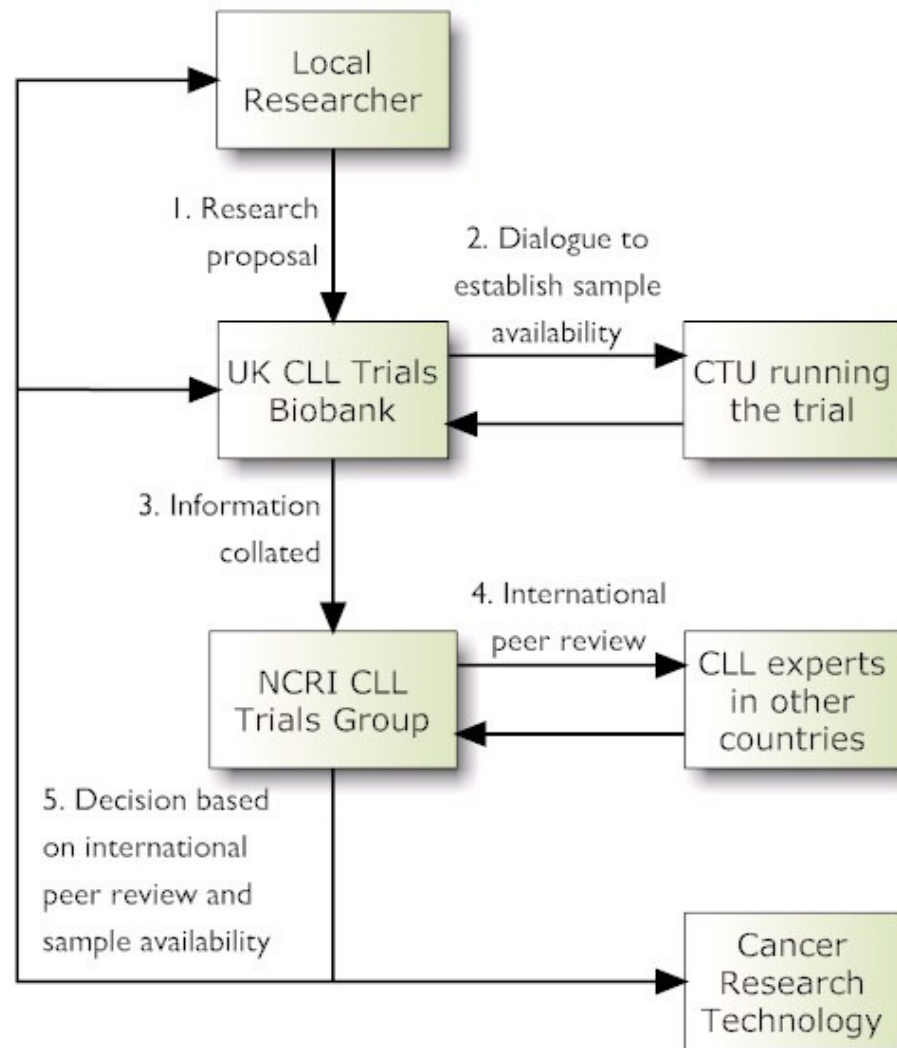 Local
Researcher
1. Research
proposal
2. Dialogue to
establish sample
availability
UK CLL Trials
Biobank
CTU running
the trial
3. Information
collated
4. International
peer review
NCRI CLL
Trials Group
CLL experts
in other
countries
5. Decision based
on international
peer review and
sample availability
Cancer
Research
Technology